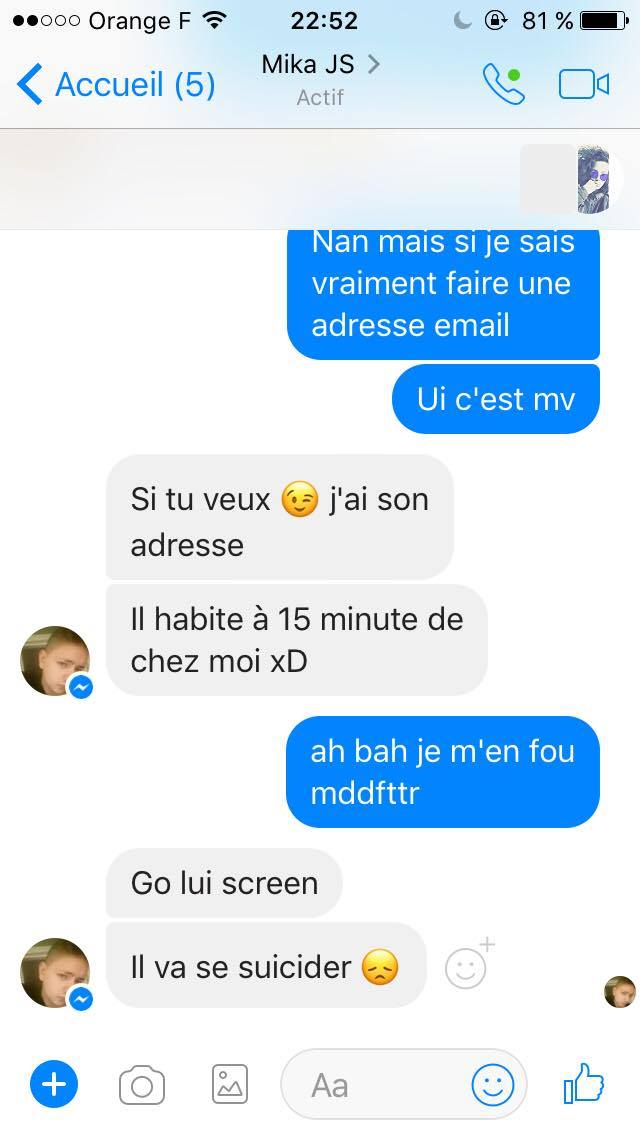 Orange F 22:52 81 %
Accueil (5) Mika JS
Actif
Nan mais si je sais
vraiment faire une
adresse email
Ui c'est mv
Si tu veux 😉 j'ai son
adresse
Il habite à 15 minute de
chez moi xD
ah bah je m'en fou
mddfttr
Go lui screen
Il va se suicider 😞
Aa